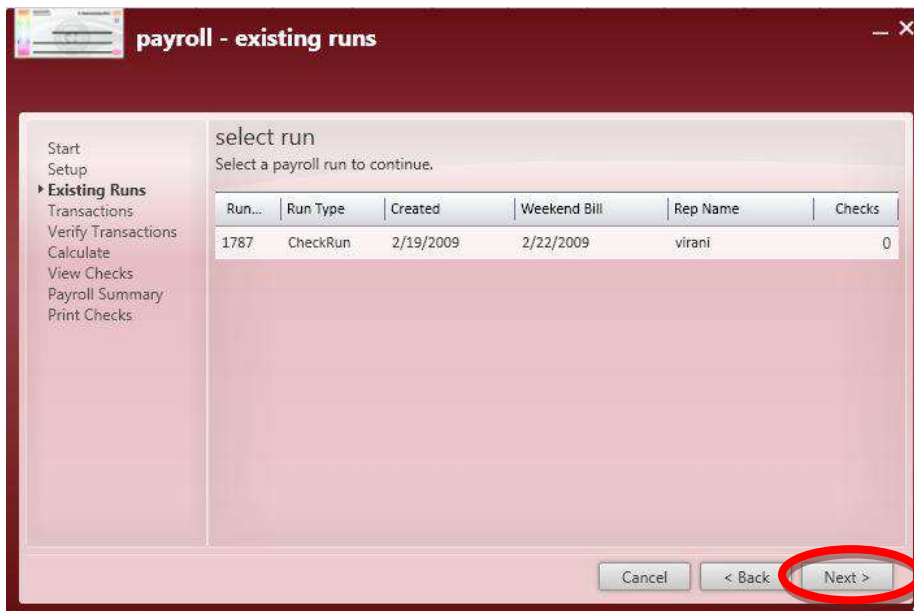 payroll - existing runs
Start
Setup
Existing Runs
Transactions
Verify Transactions
Calculate
View Checks
Payroll Summary
Print Checks
select run
Select a payroll run to continue.
Run... Run Type Created Weekend Bill Rep Name Checks
1787 CheckRun 2/19/2009 2/22/2009 virani 0
Cancel < Back Next >